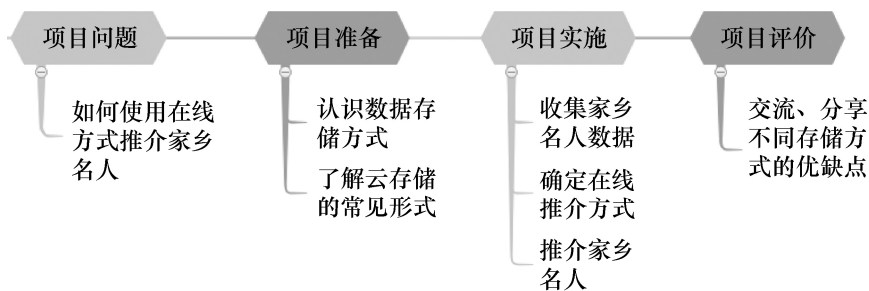 项目问题
如何使用在线
方式推介家乡
名人
项目准备
认识数据存
储方式
了解云存储
的常见形式
项目实施
收集家乡
名人数据
确定在线
推介方式
推介家乡
名人
项目评价
交流、分享
不同存储方
式的优缺点